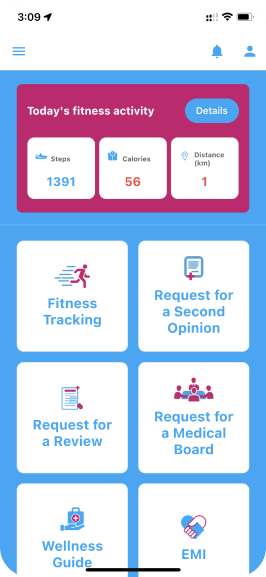 3:09
Today's fitness activity
Details
Steps
1391
Calories
56
Distance
(km)
1
Fitness
Tracking
Request for
a Second
Opinion
Request for
a Review
Request for
a Medical
Board
Wellness
Guide
EMI